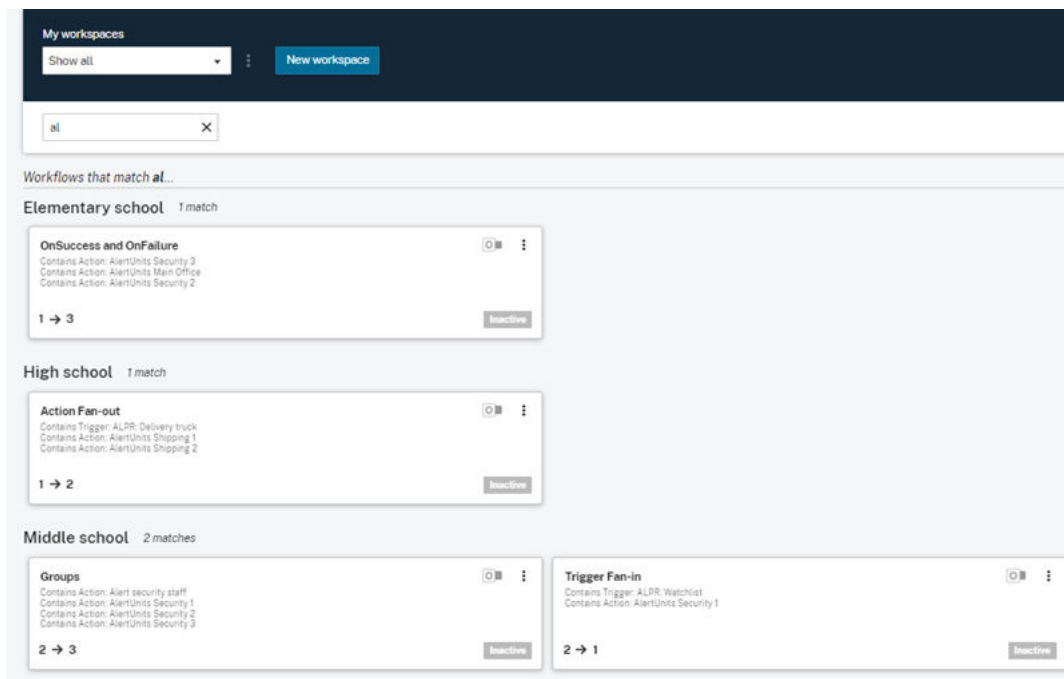 My workspaces
Show all
New workspace
al
Workflows that match al...
Elementary school 1 match
OnSuccess and OnFailure
Contains Action: AlertUnits Security 3
Contains Action: AlertUnits Main Office
Contains Action: AlertUnits Security 2
1 → 3
Inactive
High school 1 match
Action Fan-out
Contains Trigger: ALPR: Delivery truck
Contains Action: AlertUnits Shipping 1
Contains Action: AlertUnits Shipping 2
1 → 2
Inactive
Middle school 2 matches
Groups
Contains Action: Alert security staff
Contains Action: AlertUnits Security 1
Contains Action: AlertUnits Security 2
Contains Action: AlertUnits Security 3
2 → 3
Inactive
Trigger Fan-in
Contains Trigger: ALPR: Watchlist
Contains Action: AlertUnits Security 1
2 → 1
Inactive